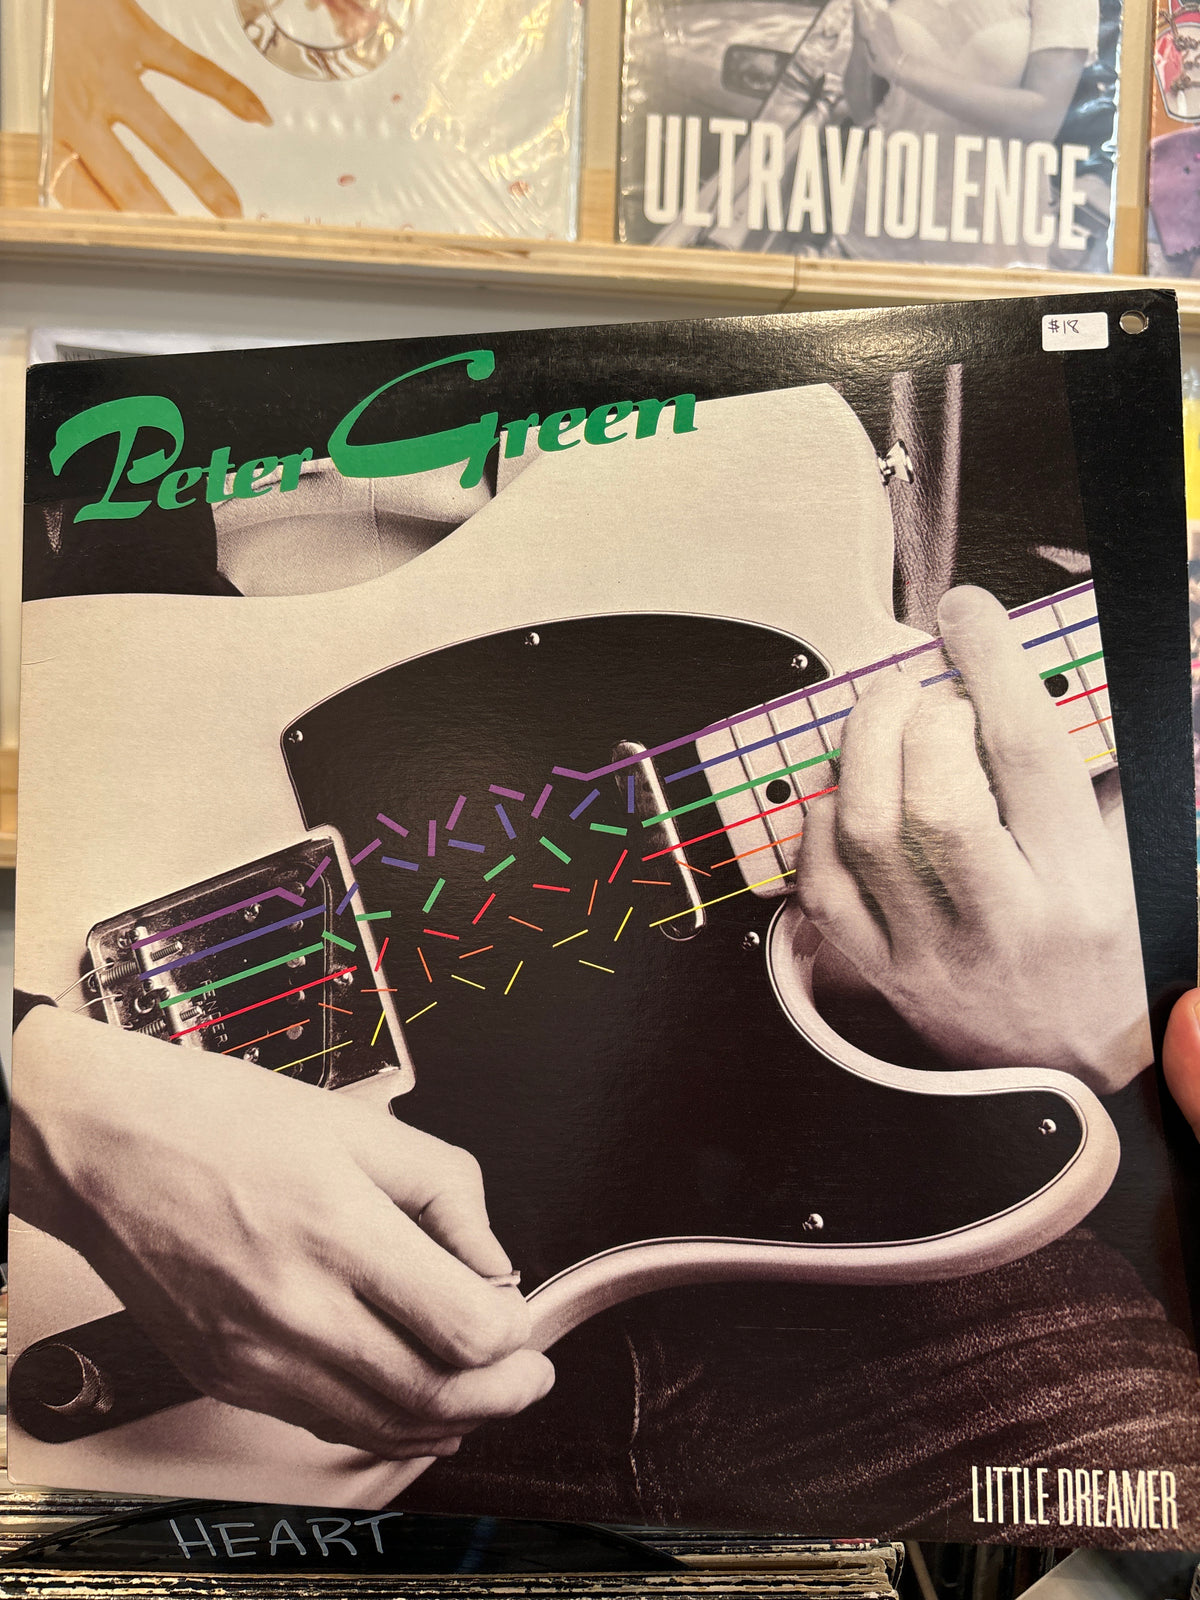 ULTRAVIOLENCE
$18
Peter Green
FENDER
LITTLE DREAMER
HEART